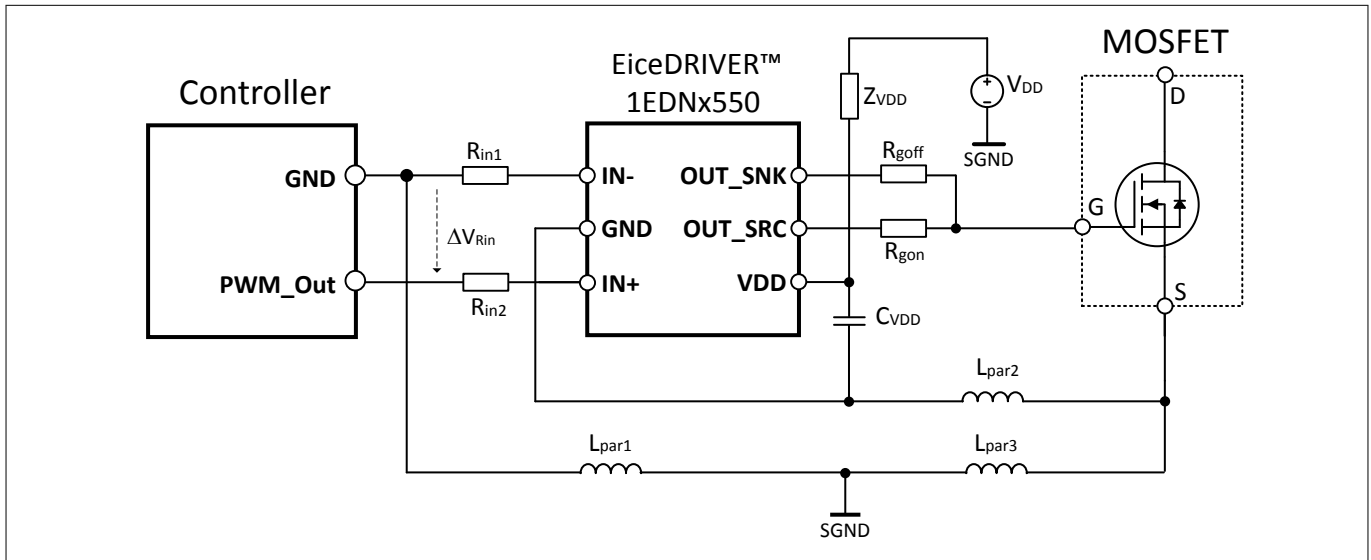 Controller
GND
PWM_Out
ΔVRin
Rin1
Rin2
EiceDRIVER™
1EDNx550
IN-
GND
IN+
OUT_SNK
OUT_SRC
VDD
ZVDD
VDD
SGND
Rgoff
Rgon
CVDD
MOSFET
D
G
S
Lpar2
Lpar1
Lpar3
SGND